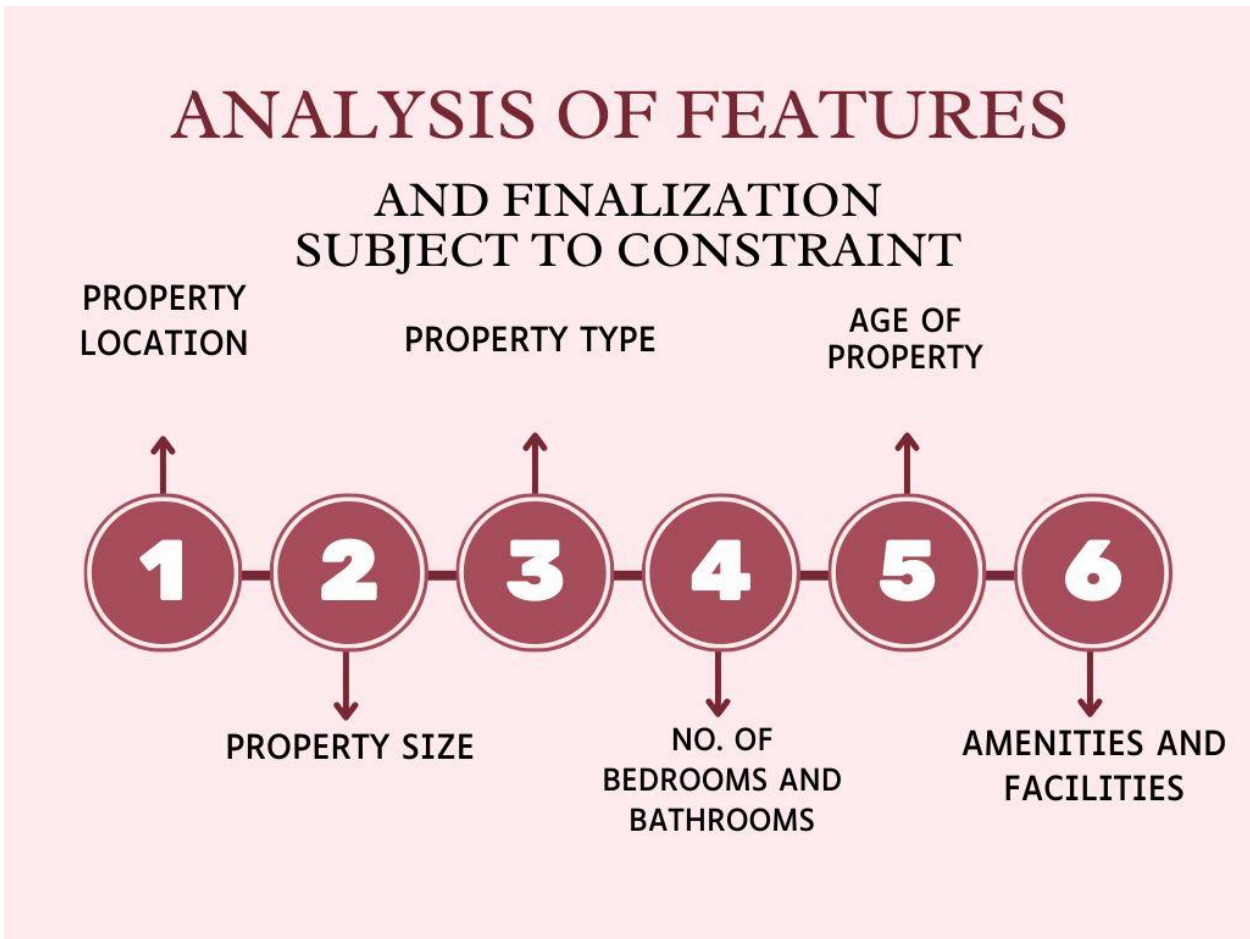 ANALYSIS OF FEATURES
AND FINALIZATION
SUBJECT TO CONSTRAINT
PROPERTY
LOCATION
PROPERTY TYPE
AGE OF
PROPERTY
1
2
3
4
5
6
PROPERTY SIZE
NO. OF
BEDROOMS AND
BATHROOMS
AMENITIES AND
FACILITIES